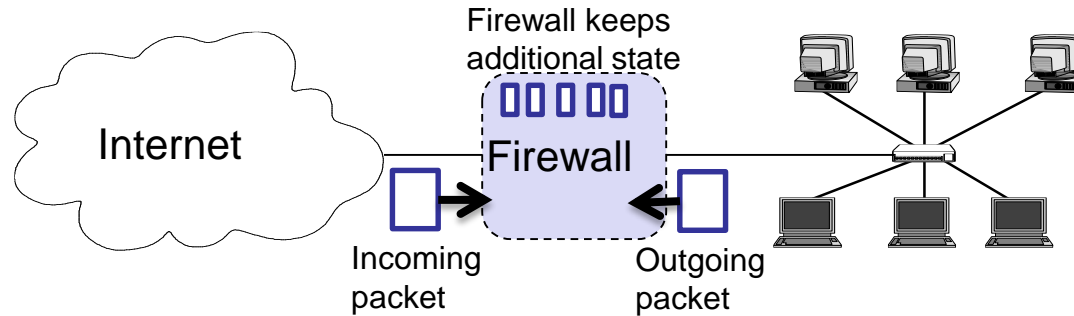 Firewall keeps
additional state
Internet
Firewall
Incoming
packet
Outgoing
packet